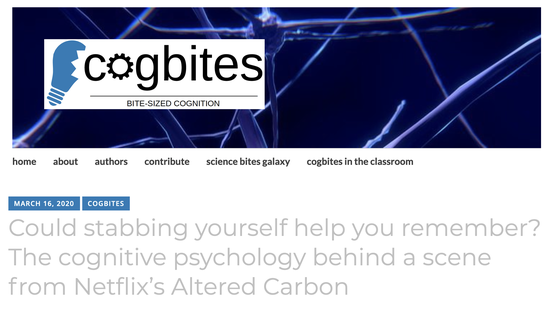 cogbites
BITE-SIZED COGNITION
home about authors contribute science bites galaxy cogbites in the classroom
MARCH 16, 2020 COGBITES
Could stabbing yourself help you remember?
The cognitive psychology behind a scene
from Netflix’s Altered Carbon